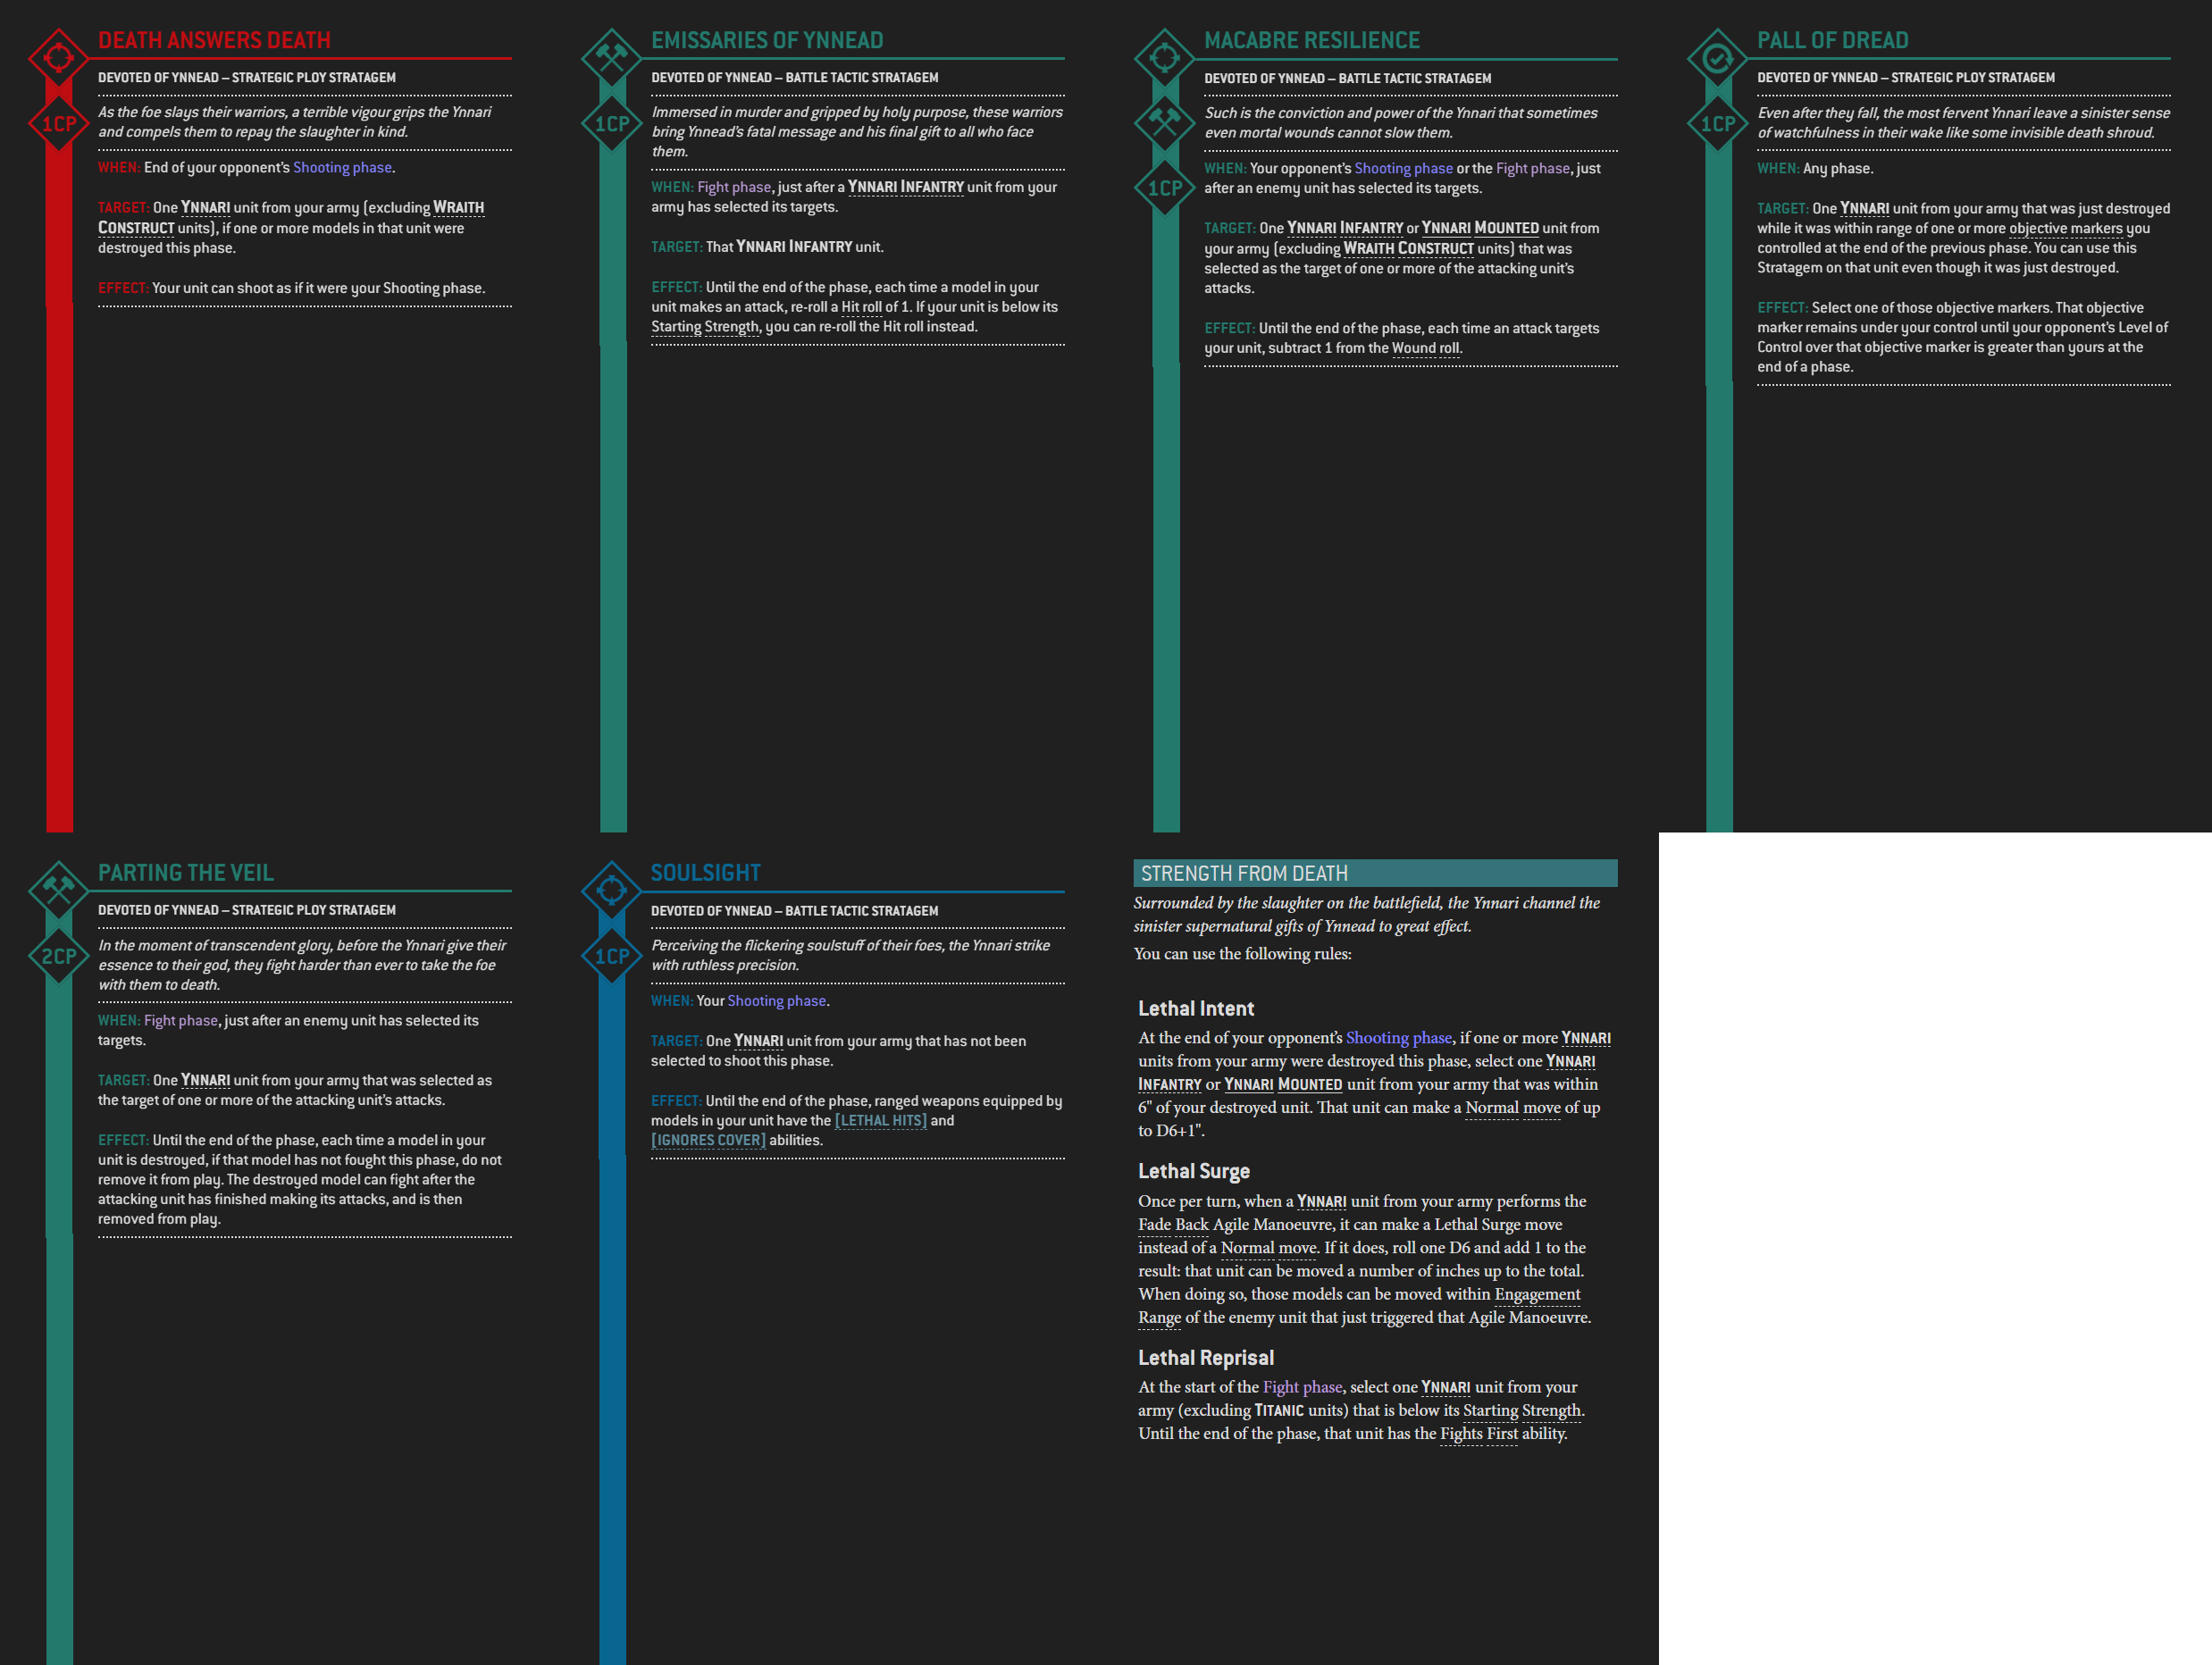 DEATH ANSWERS DEATH
1CP
DEVOTED OF YNNEAD – STRATEGIC PLOY STRATAGEM
As the foe slays their warriors, a terrible vigour grips the Ynnari
and compels them to repay the slaughter in kind.
WHEN: End of your opponent's Shooting phase.
TARGET: One YNNARI unit from your army (excluding WRAITH
CONSTRUCT units), if one or more models in that unit were
destroyed this phase.
EFFECT: Your unit can shoot as if it were your Shooting phase.
EMISSARIES OF YNNEAD
1CP
DEVOTED OF YNNEAD – BATTLE TACTIC STRATAGEM
Immersed in murder and gripped by holy purpose, these warriors
bring Ynnead's fatal message and his final gift to all who face
them.
WHEN: Fight phase, just after a YNNARI INFANTRY unit from your
army has selected its targets.
TARGET: That YNNARI INFANTRY unit.
EFFECT: Until the end of the phase, each time a model in your
unit makes an attack, re-roll a Hit roll of 1. If your unit is below its
Starting Strength, you can re-roll the Hit roll instead.
MACABRE RESILIENCE
1CP
DEVOTED OF YNNEAD – BATTLE TACTIC STRATAGEM
Such is the conviction and power of the Ynnari that sometimes
even mortal wounds cannot slow them.
WHEN: Your opponent's Shooting phase or the Fight phase, just
after an enemy unit has selected its targets.
TARGET: One YNNARI INFANTRY or YNNARI MOUNTED unit from
your army (excluding WRAITH CONSTRUCT units) that was
selected as the target of one or more of the attacking unit's
attacks.
EFFECT: Until the end of the phase, each time an attack targets
your unit, subtract 1 from the Wound roll.
PALL OF DREAD
1CP
DEVOTED OF YNNEAD – STRATEGIC PLOY STRATAGEM
Even after they fall, the most fervent Ynnari leave a sinister sense
of watchfulness in their wake like some invisible death shroud.
WHEN: Any phase.
TARGET: One YNNARI unit from your army that was just destroyed
while it was within range of one or more objective markers you
controlled at the end of the previous phase. You can use this
Stratagem on that unit even though it was just destroyed.
EFFECT: Select one of those objective markers. That objective
marker remains under your control until your opponent's Level of
Control over that objective marker is greater than yours at the
end of a phase.
PARTING THE VEIL
2CP
DEVOTED OF YNNEAD – STRATEGIC PLOY STRATAGEM
In the moment of transcendent glory, before the Ynnari give their
essence to their god, they fight harder than ever to take the foe
with them to death.
WHEN: Fight phase, just after an enemy unit has selected its
targets.
TARGET: One YNNARI unit from your army that was selected as
the target of one or more of the attacking unit's attacks.
EFFECT: Until the end of the phase, each time a model in your
unit is destroyed, if that model has not fought this phase, do not
remove it from play. The destroyed model can fight after the
attacking unit has finished making its attacks, and is then
removed from play.
SOULSIGHT
1CP
DEVOTED OF YNNEAD – BATTLE TACTIC STRATAGEM
Perceiving the flickering soulstuff of their foes, the Ynnari strike
with ruthless precision.
WHEN: Your Shooting phase.
TARGET: One YNNARI unit from your army that has not been
selected to shoot this phase.
EFFECT: Until the end of the phase, ranged weapons equipped by
models in your unit have the [LETHAL HITS] and
[IGNORES COVER] abilities.
STRENGTH FROM DEATH
Surrounded by the slaughter on the battlefield, the Ynnari channel the
sinister supernatural gifts of Ynnead to great effect.
You can use the following rules:
Lethal Intent
At the end of your opponent's Shooting phase, if one or more YNNARI
units from your army were destroyed this phase, select one YNNARI
INFANTRY or YNNARI MOUNTED unit from your army that was within
6" of your destroyed unit. That unit can make a Normal move of up
to D6+1".
Lethal Surge
Once per turn, when a YNNARI unit from your army performs the
Fade Back Agile Manoeuvre, it can make a Lethal Surge move
instead of a Normal move. If it does, roll one D6 and add 1 to the
result: that unit can be moved a number of inches up to the total.
When doing so, those models can be moved within Engagement
Range of the enemy unit that just triggered that Agile Manoeuvre.
Lethal Reprisal
At the start of the Fight phase, select one YNNARI unit from your
army (excluding TITANIC units) that is below its Starting Strength.
Until the end of the phase, that unit has the Fights First ability.